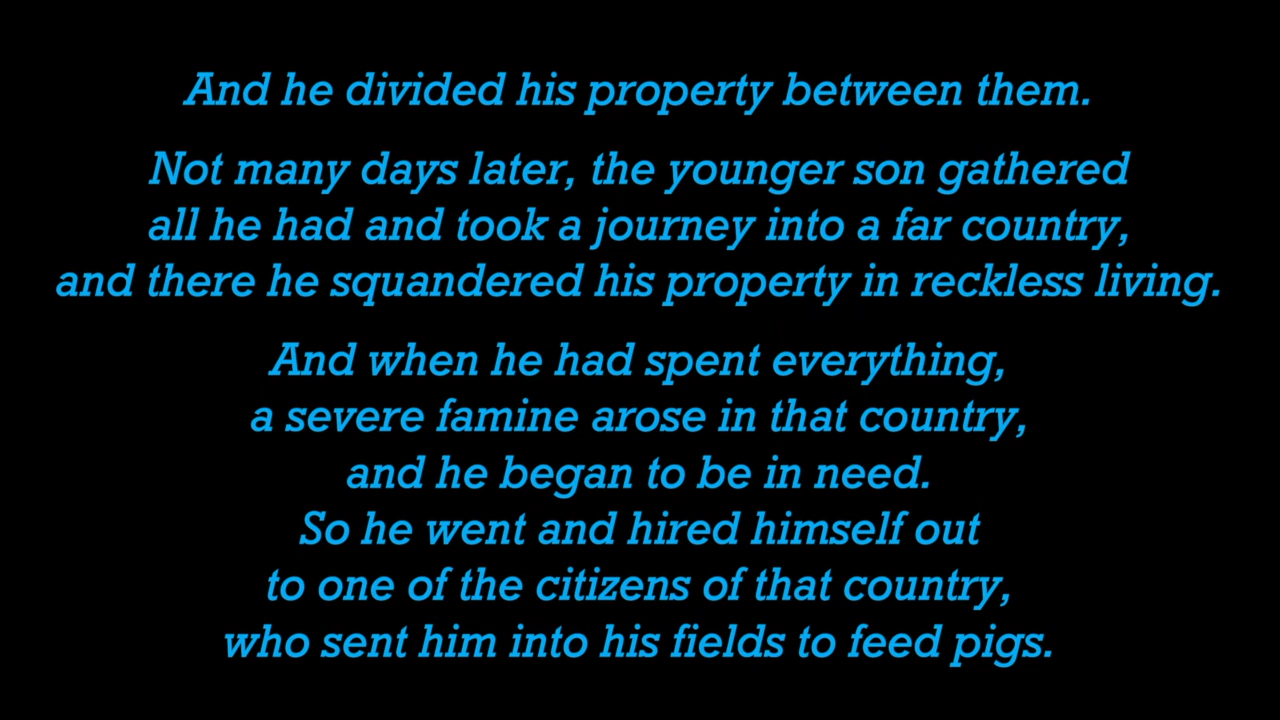 And he divided his property between them.
Not many days later, the younger son gathered
all he had and took a journey into a far country,
and there he squandered his property in reckless living.
And when he had spent everything,
a severe famine arose in that country,
and he began to be in need.
So he went and hired himself out
to one of the citizens of that country,
who sent him into his fields to feed pigs.